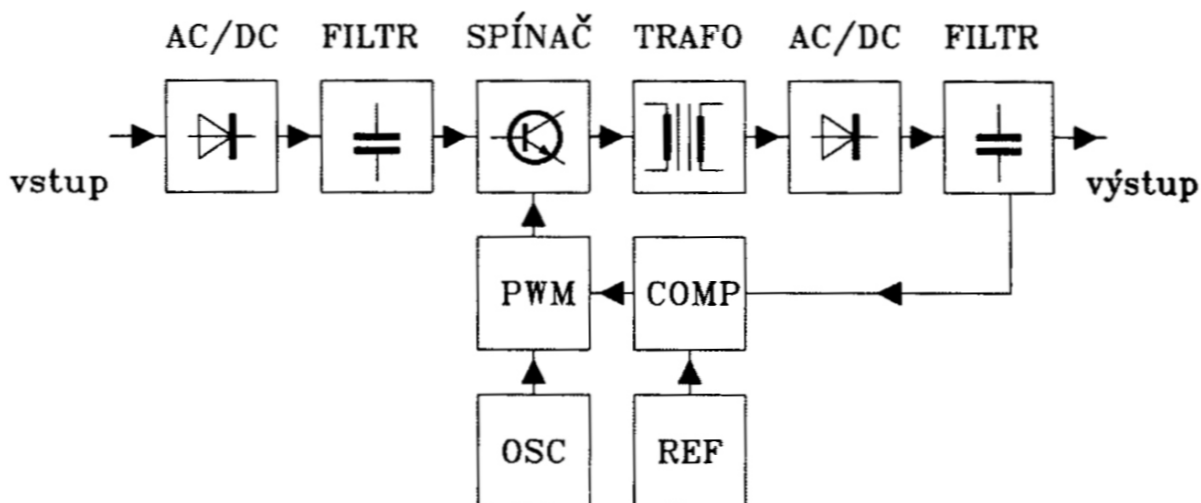 AC/DC FILTR SPÍNAČ TRAFO AC/DC FILTR
vstup
výstup
PWM COMP
OSC REF